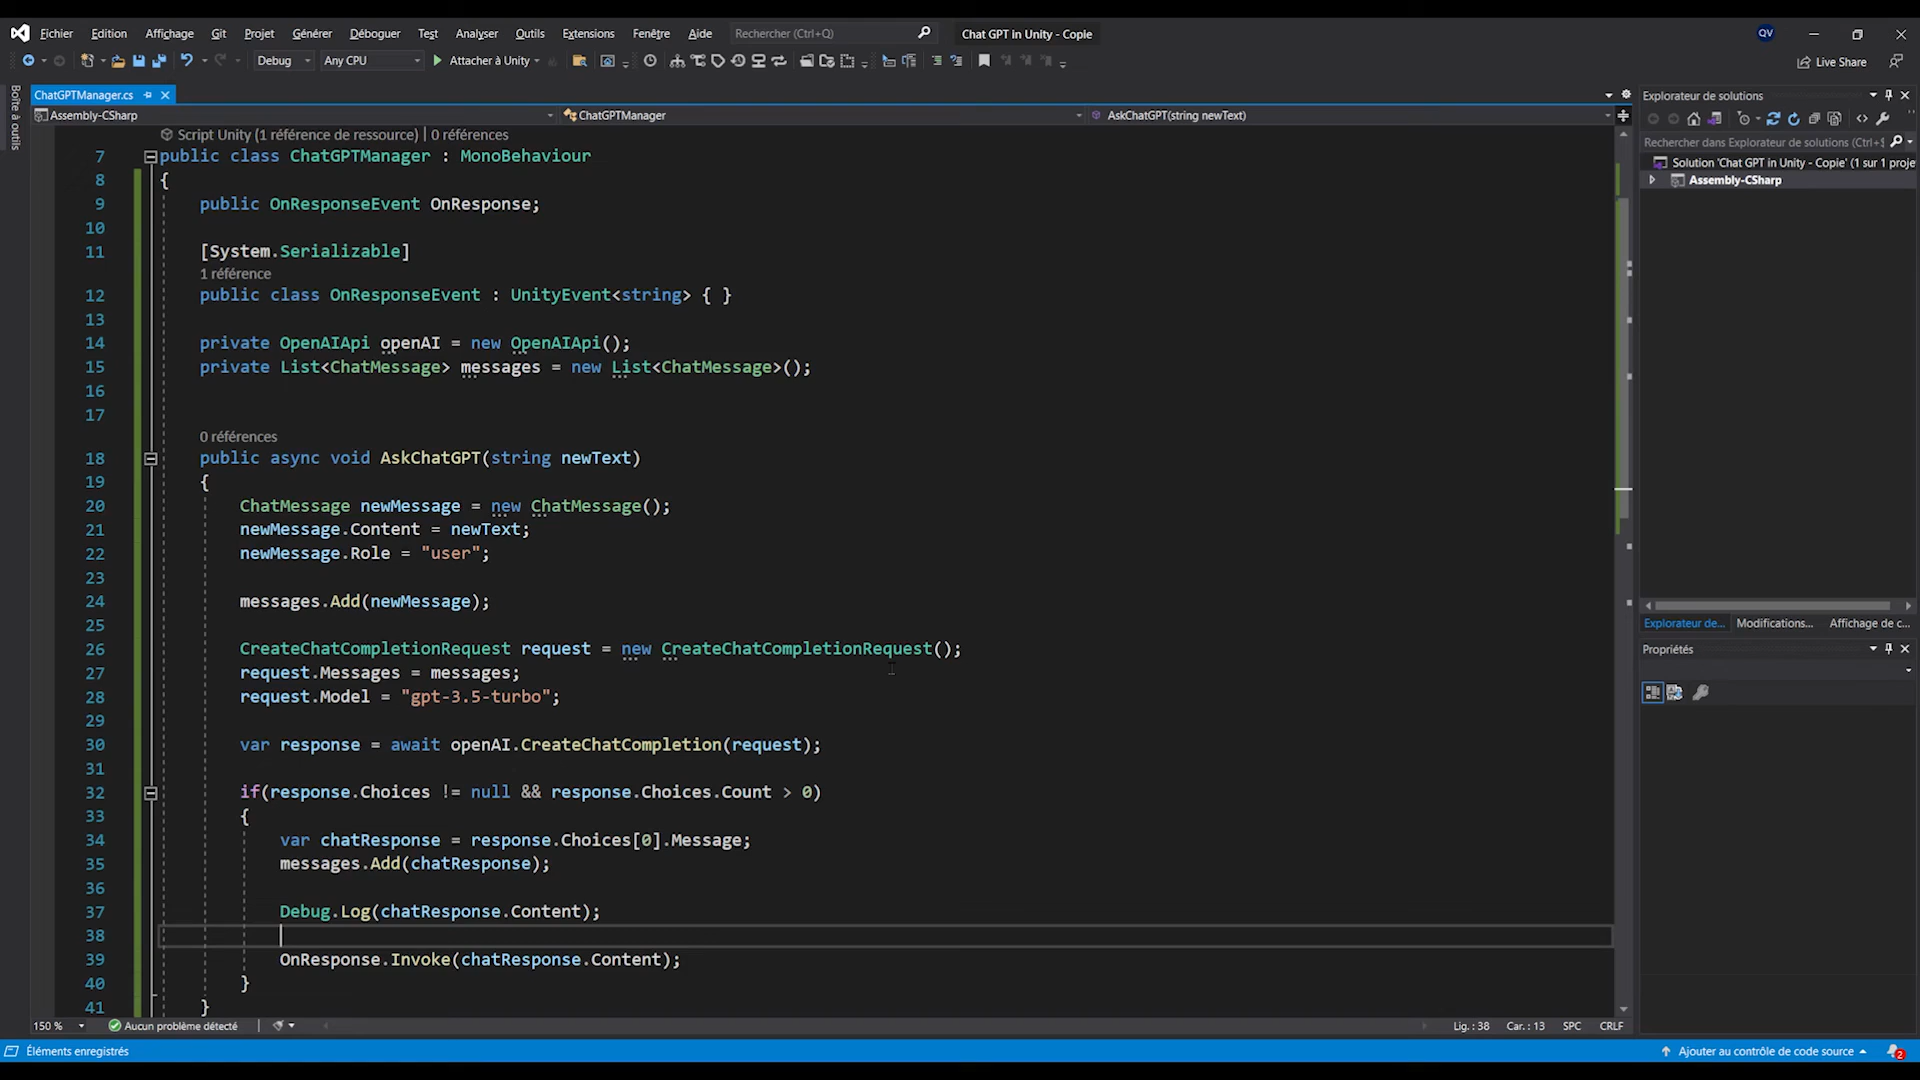 Fichier Edition Affichage Git Projet Générer Déboguer Test Analyser Outils Extensions Fenêtre Aide Rechercher (Ctrl+Q) Chat GPT in Unity - Copie QV
Debug Any CPU Attacher à Unity Live Share
Boîte à outils
ChatGPTManager.cs
Assembly-CSharp ChatGPTManager AskChatGPT(string newText)
Script Unity (1 référence de ressource) | 0 références
7 public class ChatGPTManager : MonoBehaviour
8 {
9 public OnResponseEvent OnResponse;
10
11 [System.Serializable]
1 référence
12 public class OnResponseEvent : UnityEvent<string> { }
13
14 private OpenAIApi openAI = new OpenAIApi();
15 private List<ChatMessage> messages = new List<ChatMessage>();
16
17
0 références
18 public async void AskChatGPT(string newText)
19 {
20 ChatMessage newMessage = new ChatMessage();
21 newMessage.Content = newText;
22 newMessage.Role = "user";
23
24 messages.Add(newMessage);
25
26 CreateChatCompletionRequest request = new CreateChatCompletionRequest();
27 request.Messages = messages;
28 request.Model = "gpt-3.5-turbo";
29
30 var response = await openAI.CreateChatCompletion(request);
31
32 if(response.Choices != null && response.Choices.Count > 0)
33 {
34 var chatResponse = response.Choices[0].Message;
35 messages.Add(chatResponse);
36
37 Debug.Log(chatResponse.Content);
38
39 OnResponse.Invoke(chatResponse.Content);
40 }
41 }
150 % Aucun problème détecté Lig. : 38 Car. : 13 SPC CRLF
Explorateur de solutions
Rechercher dans Explorateur de solutions (Ctrl+$
Solution 'Chat GPT in Unity - Copie' (1 sur 1 proje
Assembly-CSharp
Explorateur de... Modifications... Affichage de c...
Propriétés
Éléments enregistrés Ajouter au contrôle de code source 2